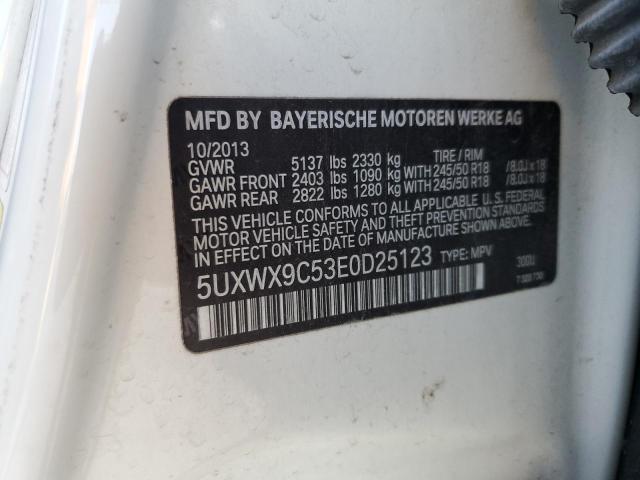 MFD BY BAYERISCHE MOTOREN WERKE AG
10/2013
GVWR 5137 lbs 2330 kg TIRE / RIM
GAWR FRONT 2403 lbs 1090 kg WITH 245/50 R18 /8.0J x 18
GAWR REAR 2822 lbs 1280 kg WITH 245/50 R18 /8.0J x 18
THIS VEHICLE CONFORMS TO ALL APPLICABLE U.S. FEDERAL
MOTOR VEHICLE SAFETY AND THEFT PREVENTION STANDARDS
IN EFFECT ON THE DATE OF MANUFACTURE SHOWN ABOVE.
5UXWX9C53E0D25123 TYPE: MPV 300U